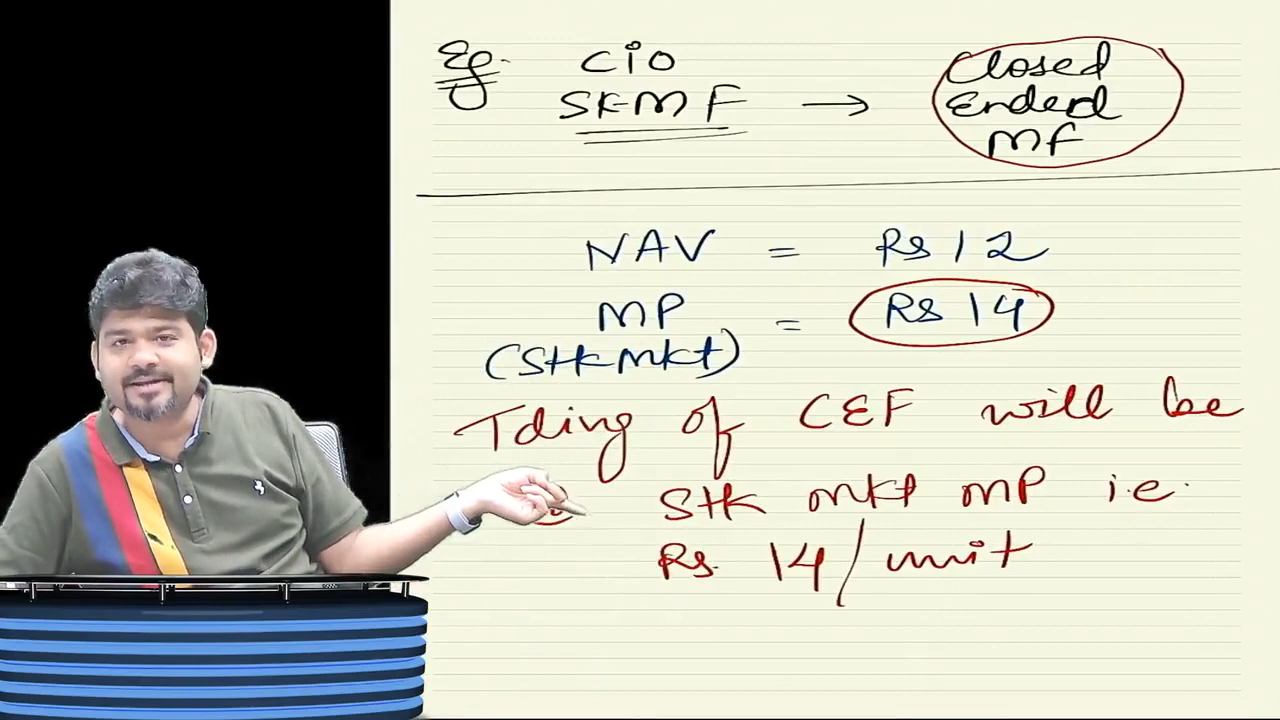 Eg. CIO
SKMF → Closed Ended MF
NAV = Rs 12
MP = Rs 14
(Stk mkt)
Tding of CEF will be
@ Stk mkt MP i.e.
Rs. 14/unit